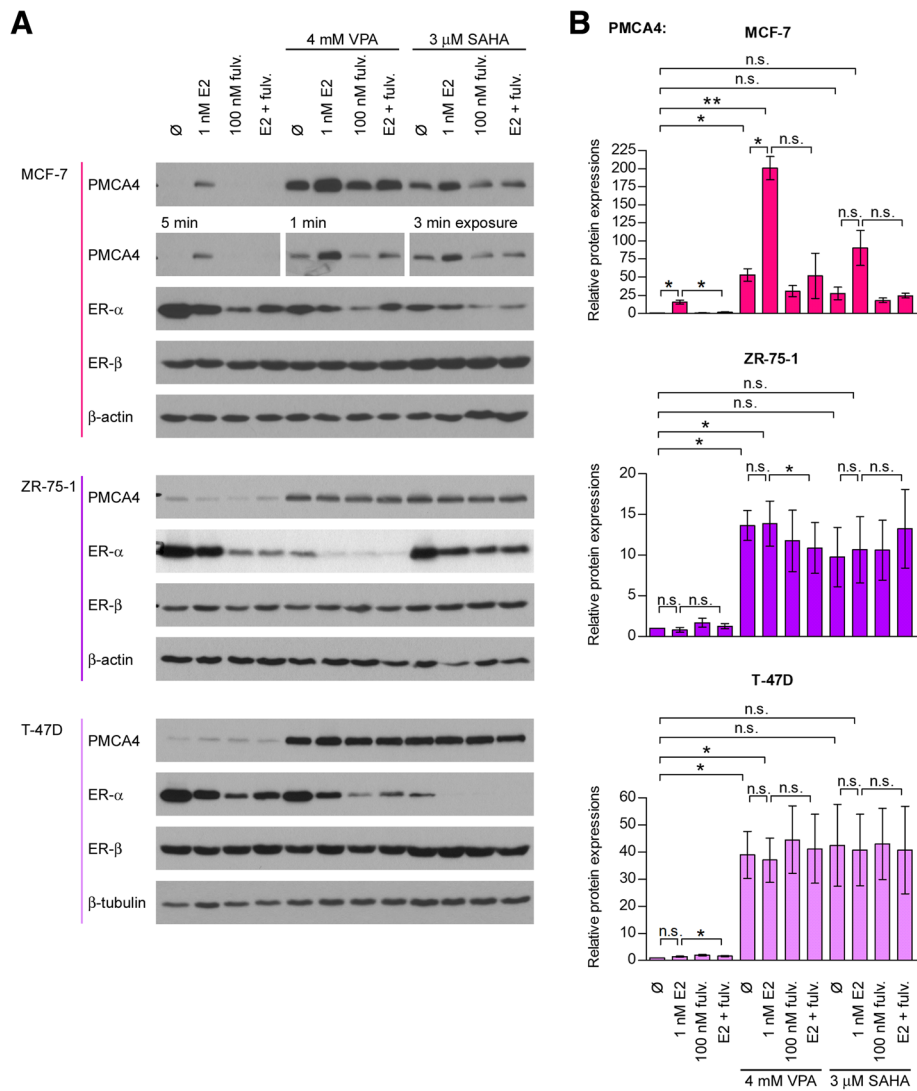 A
4 mM VPA
3 μM SAHA
Ø
1 nM E2
100 nM fulv.
E2 + fulv.
Ø
1 nM E2
100 nM fulv.
E2 + fulv.
Ø
1 nM E2
100 nM fulv.
E2 + fulv.
MCF-7
PMCA4
5 min
1 min
3 min exposure
PMCA4
ER-α
ER-β
β-actin
ZR-75-1
PMCA4
ER-α
ER-β
β-actin
T-47D
PMCA4
ER-α
ER-β
β-tubulin
B
PMCA4:
MCF-7
n.s.
n.s.
**
*
* n.s.
n.s. n.s.
* *
Relative protein expressions
225
200
175
150
125
100
75
50
25
0
ZR-75-1
n.s.
n.s.
*
*
n.s. *
n.s. n.s.
n.s. n.s.
Relative protein expressions
20
15
10
5
0
T-47D
n.s.
n.s.
*
*
n.s. n.s.
n.s. n.s.
n.s. *
Relative protein expressions
60
50
40
30
20
10
0
Ø
1 nM E2
100 nM fulv.
E2 + fulv.
Ø
1 nM E2
100 nM fulv.
E2 + fulv.
Ø
1 nM E2
100 nM fulv.
E2 + fulv.
4 mM VPA
3 μM SAHA